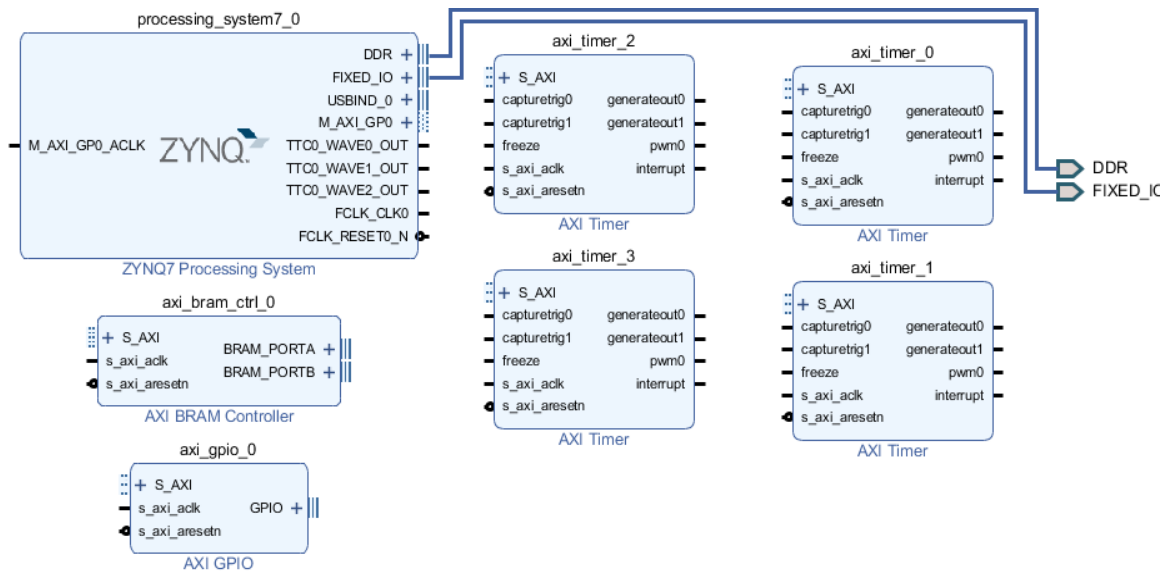 processing_system7_0
DDR
FIXED_IO
USBIND_0
M_AXI_GP0
M_AXI_GP0_ACLK
ZYNQ.
TTC0_WAVE0_OUT
TTC0_WAVE1_OUT
TTC0_WAVE2_OUT
FCLK_CLK0
FCLK_RESET0_N
ZYNQ7 Processing System
axi_timer_2
S_AXI
capturetrig0 generateout0
capturetrig1 generateout1
freeze pwm0
s_axi_aclk interrupt
s_axi_aresetn
AXI Timer
axi_timer_0
S_AXI
capturetrig0 generateout0
capturetrig1 generateout1
freeze pwm0
s_axi_aclk interrupt
s_axi_aresetn
AXI Timer
DDR
FIXED_IO
axi_bram_ctrl_0
S_AXI
s_axi_aclk
s_axi_aresetn
BRAM_PORTA
BRAM_PORTB
AXI BRAM Controller
axi_timer_3
S_AXI
capturetrig0 generateout0
capturetrig1 generateout1
freeze pwm0
s_axi_aclk interrupt
s_axi_aresetn
AXI Timer
axi_timer_1
S_AXI
capturetrig0 generateout0
capturetrig1 generateout1
freeze pwm0
s_axi_aclk interrupt
s_axi_aresetn
AXI Timer
axi_gpio_0
S_AXI
s_axi_aclk GPIO
s_axi_aresetn
AXI GPIO